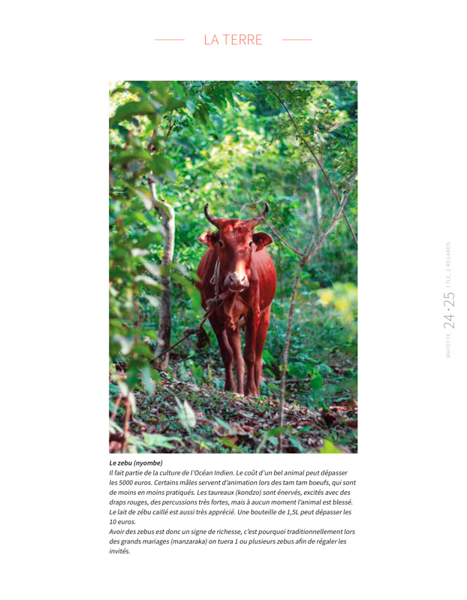 LA TERRE
Le zebu (nyombe)
Il fait partie de la culture de l'Océan Indien. Le coût d'un bel animal peut dépasser
les 5000 euros. Certains mâles servent d'animation lors des tam tam boeufs, qui sont
de moins en moins pratiqués. Les taureaux (kondzo) sont énervés, excités avec des
draps rouges, des percussions très fortes, mais à aucun moment l'animal est blessé.
Le lait de zébu caillé est aussi très apprécié. Une bouteille de 1,5L peut dépasser les
10 euros.
Avoir des zebus est donc un signe de richesse, c'est pourquoi traditionnellement lors
des grands mariages (manzaraka) on tuera 1 ou plusieurs zebus afin de régaler les
invités.
MAYOTTE 24·25 1 ÎLE, 2 REGARDS